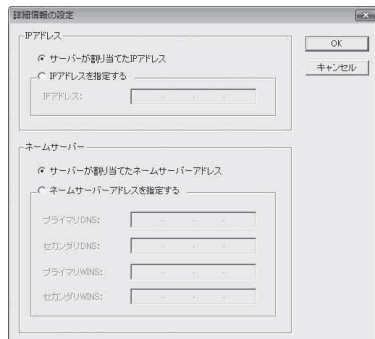 詳細情報の設定
IPアドレス
サーバーが割り当てたIPアドレス
IPアドレスを指定する
IPアドレス:
OK
キャンセル
ネームサーバー
サーバーが割り当てたネームサーバーアドレス
ネームサーバーアドレスを指定する
プライマリDNS:
セカンダリDNS:
プライマリWINS:
セカンダリWINS: